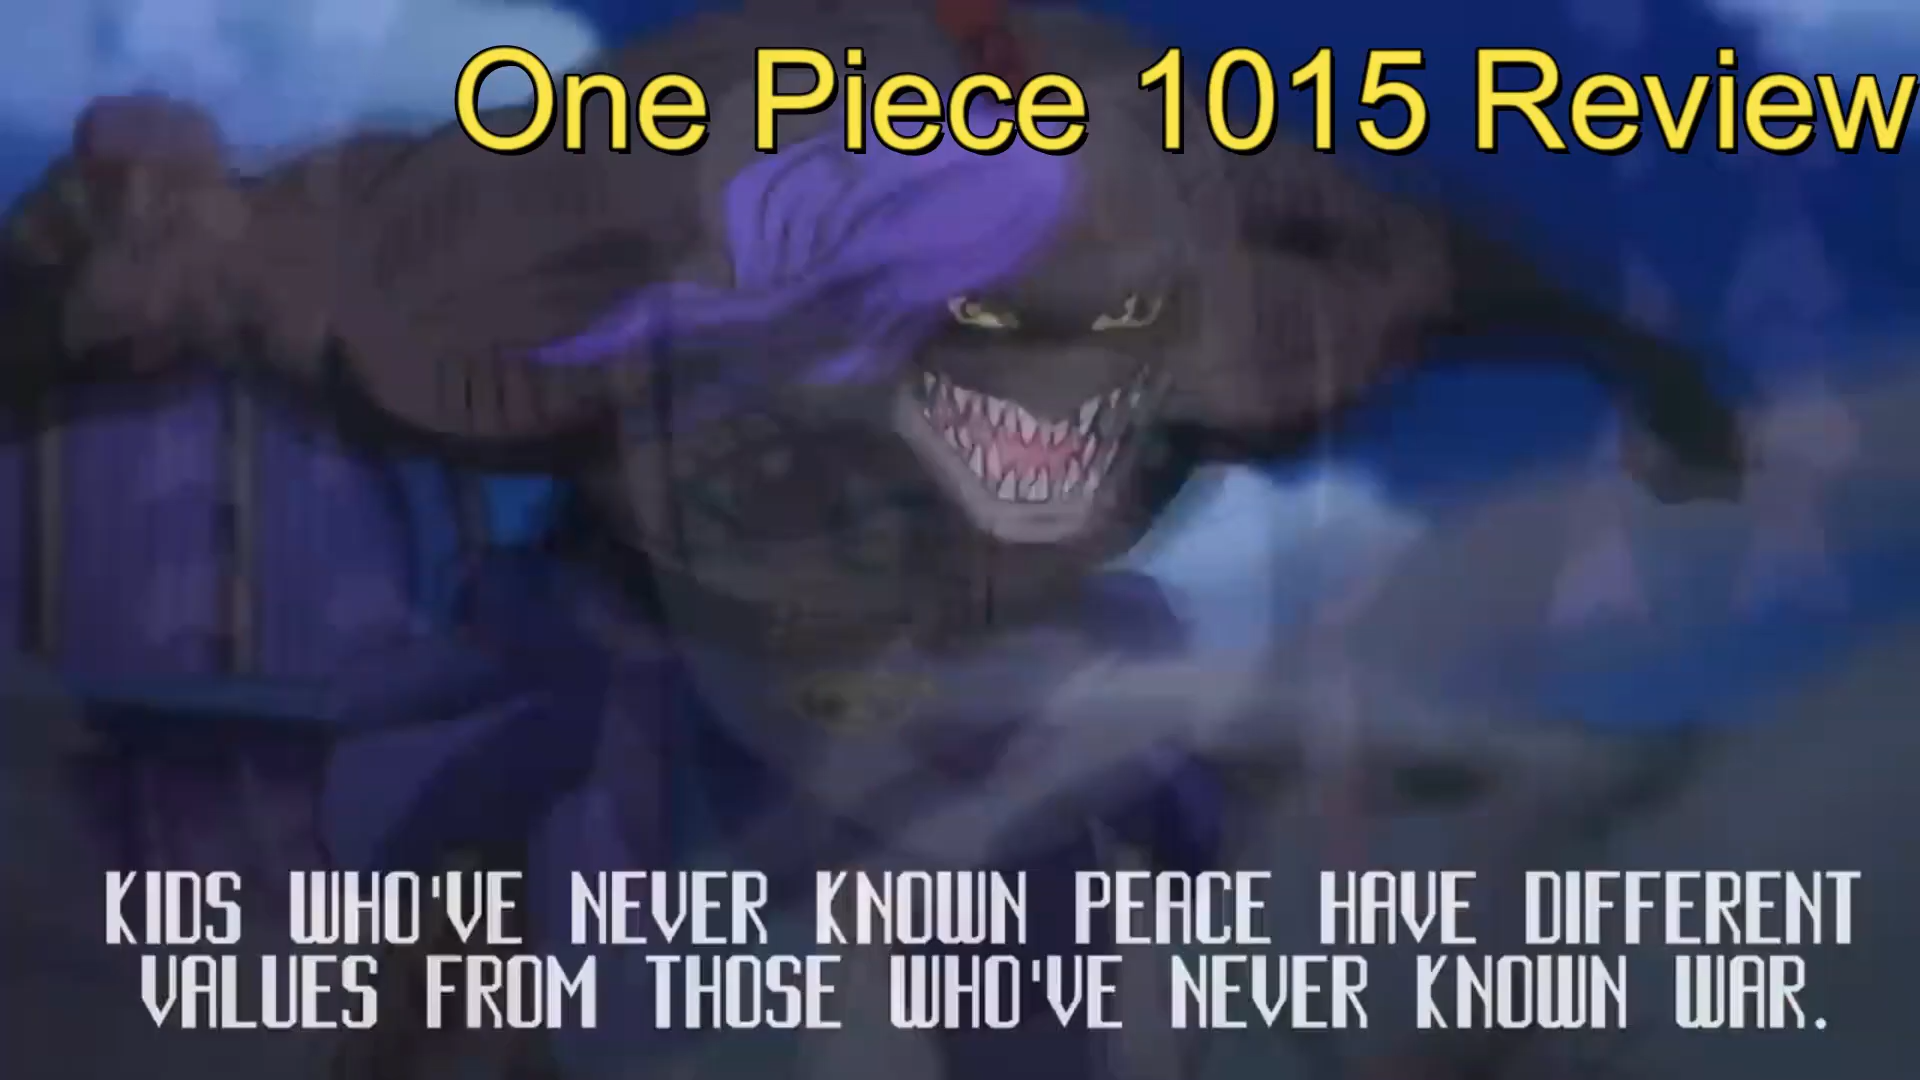 One Piece 1015 Review
KIDS WHO'VE NEVER KNOWN PEACE HAVE DIFFERENT
VALUES FROM THOSE WHO'VE NEVER KNOWN WAR.